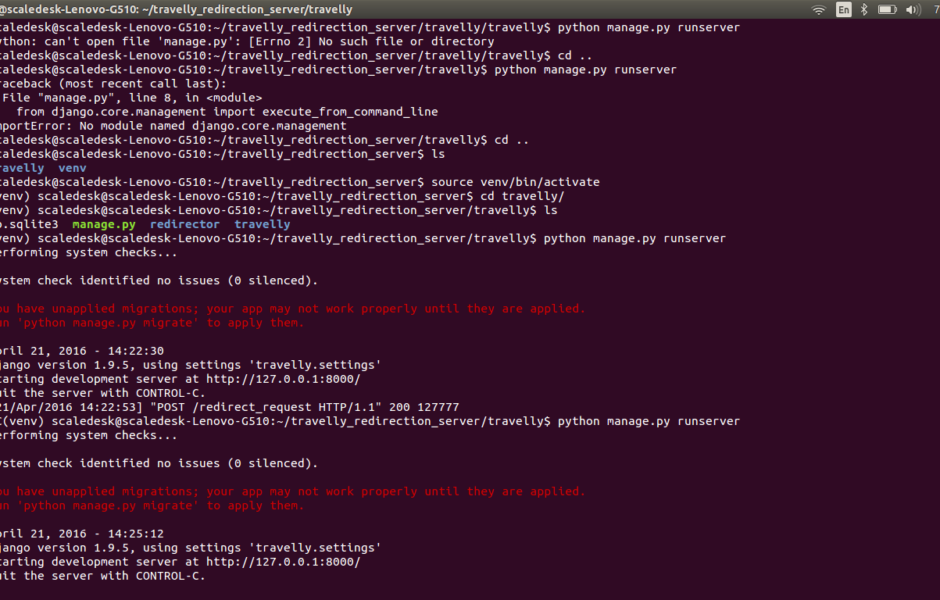 @scaledesk-Lenovo-G510: ~/travelly_redirection_server/travelly
En
caledesk@scaledesk-Lenovo-G510:~/travelly_redirection_server/travelly/travelly$ python manage.py runserver
ython: can't open file 'manage.py': [Errno 2] No such file or directory
caledesk@scaledesk-Lenovo-G510:~/travelly_redirection_server/travelly/travelly$ cd ..
caledesk@scaledesk-Lenovo-G510:~/travelly_redirection_server/travelly$ python manage.py runserver
raceback (most recent call last):
File "manage.py", line 8, in <module>
from django.core.management import execute_from_command_line
mportError: No module named django.core.management
caledesk@scaledesk-Lenovo-G510:~/travelly_redirection_server/travelly$ cd ..
caledesk@scaledesk-Lenovo-G510:~/travelly_redirection_server$ ls
ravelly venv
caledesk@scaledesk-Lenovo-G510:~/travelly_redirection_server$ source venv/bin/activate
venv) scaledesk@scaledesk-Lenovo-G510:~/travelly_redirection_server$ cd travelly/
venv) scaledesk@scaledesk-Lenovo-G510:~/travelly_redirection_server/travelly$ ls
b.sqlite3 manage.py redirector travelly
venv) scaledesk@scaledesk-Lenovo-G510:~/travelly_redirection_server/travelly$ python manage.py runserver
erforming system checks...
ystem check identified no issues (0 silenced).
ou have unapplied migrations; your app may not work properly until they are applied.
un 'python manage.py migrate' to apply them.
pril 21, 2016 - 14:22:30
jango version 1.9.5, using settings 'travelly.settings'
tarting development server at http://127.0.0.1:8000/
uit the server with CONTROL-C.
21/Apr/2016 14:22:53] "POST /redirect_request HTTP/1.1" 200 127777
C(venv) scaledesk@scaledesk-Lenovo-G510:~/travelly_redirection_server/travelly$ python manage.py runserver
erforming system checks...
ystem check identified no issues (0 silenced).
ou have unapplied migrations; your app may not work properly until they are applied.
un 'python manage.py migrate' to apply them.
pril 21, 2016 - 14:25:12
jango version 1.9.5, using settings 'travelly.settings'
tarting development server at http://127.0.0.1:8000/
uit the server with CONTROL-C.